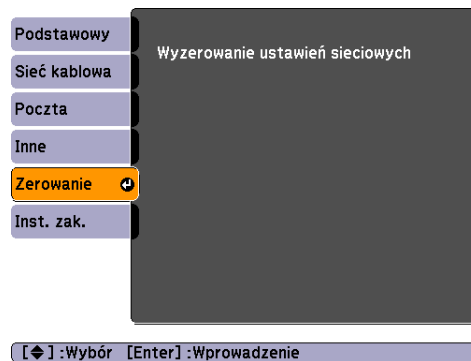 Podstawowy
Sieć kablowa
Poczta
Inne
Zerowanie
Inst. zak.
Wyzerowanie ustawień sieciowych
[◆] :Wybór [Enter] :Wprowadzenie